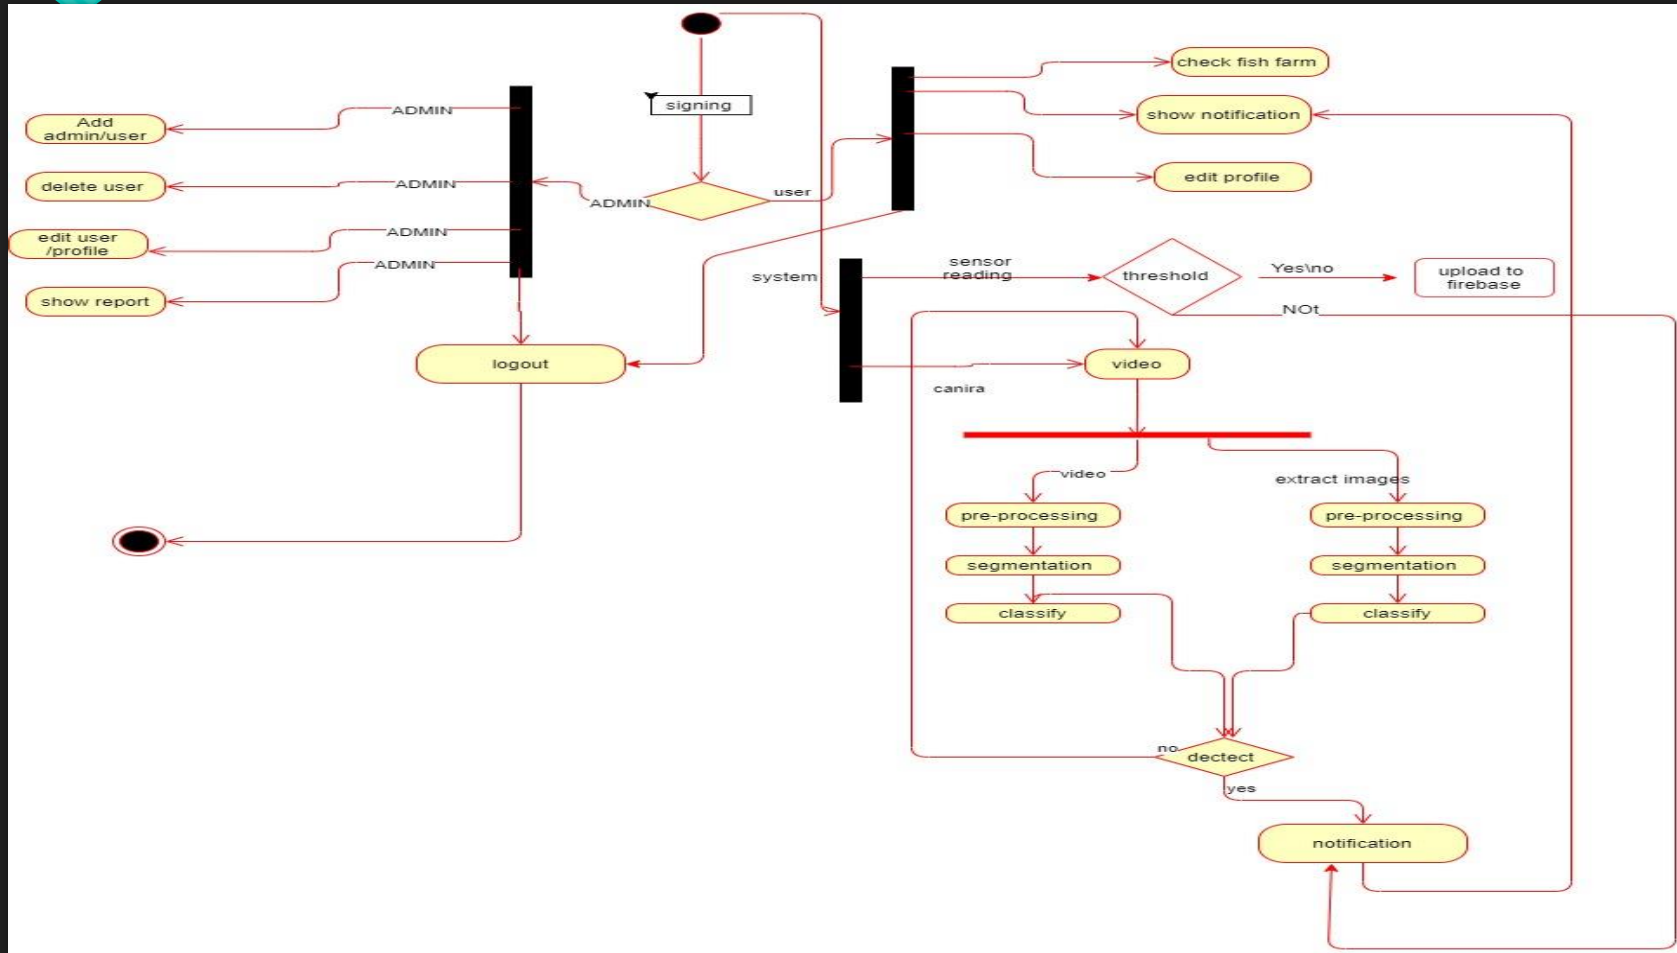 signing
ADMIN
user
ADMIN
Add
admin/user
ADMIN
delete user
ADMIN
edit user
/profile
ADMIN
show report
logout
check fish farm
show notification
edit profile
system
sensor
reading
threshold
Yes\no
upload to
firebase
NOt
canira
video
video
extract images
pre-processing
pre-processing
segmentation
segmentation
classify
classify
no
dectect
yes
notification